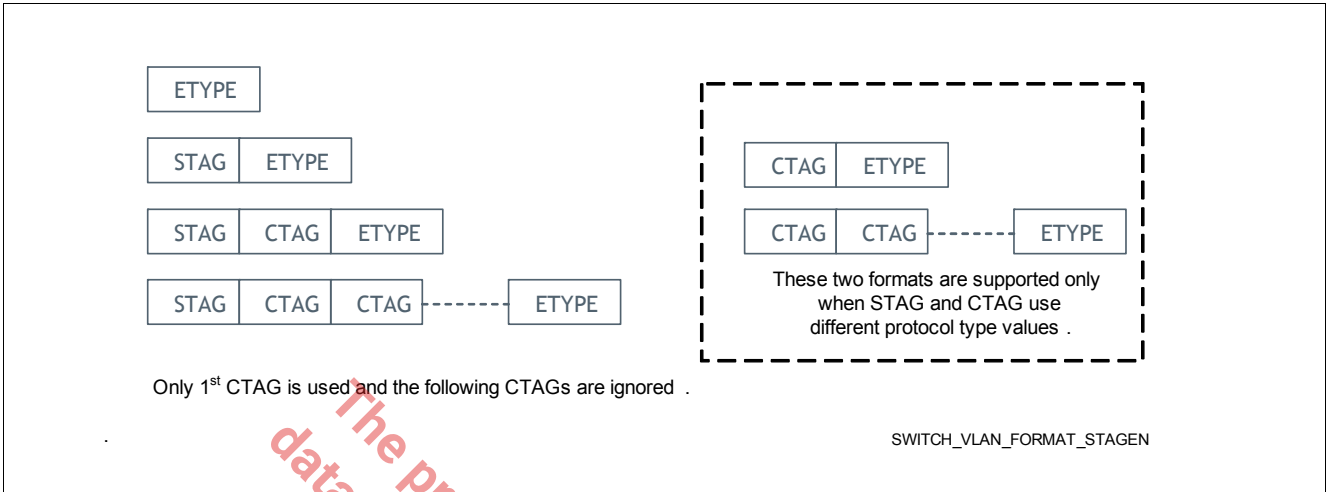 ETYPE
STAG ETYPE
STAG CTAG ETYPE
STAG CTAG CTAG ETYPE
Only 1st CTAG is used and the following CTAGs are ignored .
CTAG ETYPE
CTAG CTAG ETYPE
These two formats are supported only
when STAG and CTAG use
different protocol type values .
.
SWITCH_VLAN_FORMAT_STAGEN
The